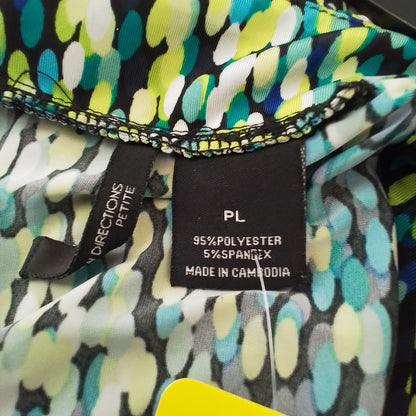 DIRECTIONS
PETITE
PL
95%POLYESTER
5%SPANDEX
MADE IN CAMBODIA